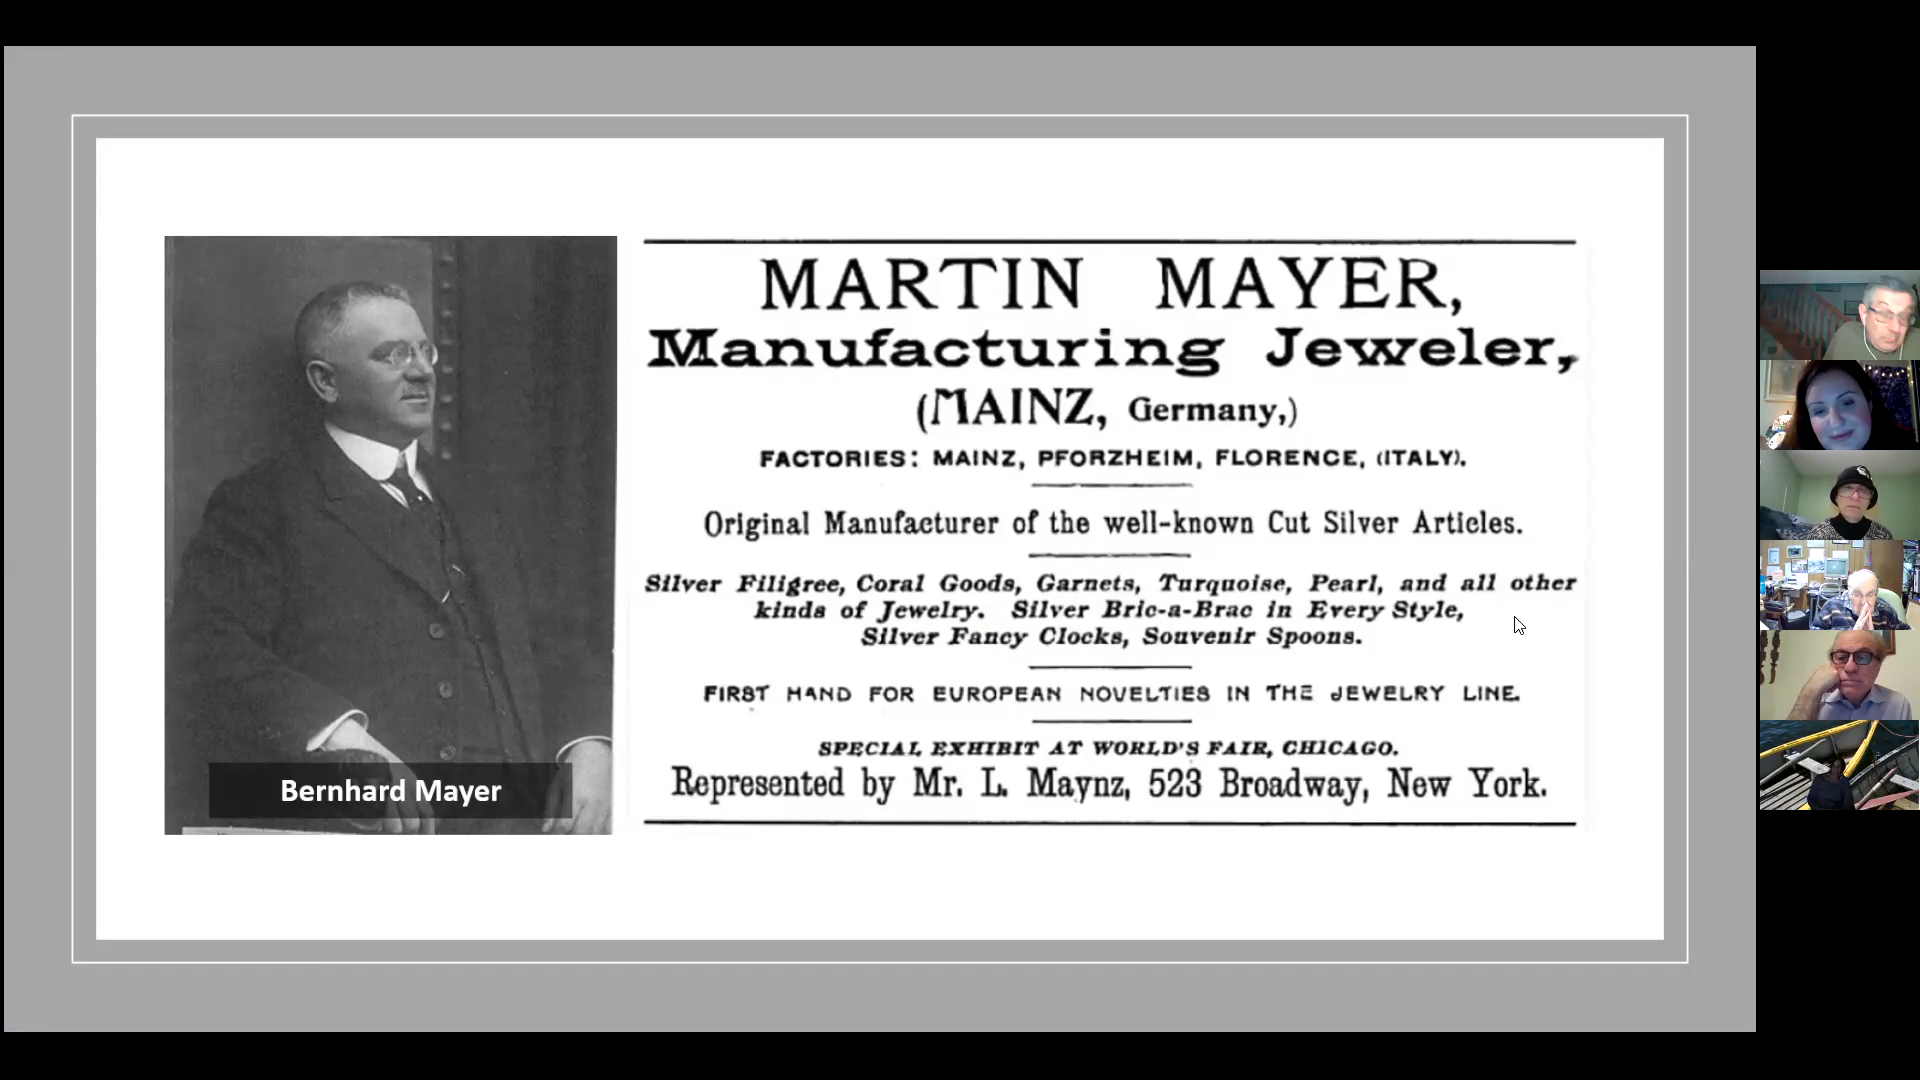 MARTIN MAYER,
Manufacturing Jeweler,
(MAINZ, Germany,)
FACTORIES: MAINZ, PFORZHEIM, FLORENCE, (ITALY).
Original Manufacturer of the well-known Cut Silver Articles.
Silver Filigree, Coral Goods, Garnets, Turquoise, Pearl, and all other
kinds of Jewelry. Silver Bric-a-Brac in Every Style,
Silver Fancy Clocks, Souvenir Spoons.
FIRST HAND FOR EUROPEAN NOVELTIES IN THE JEWELRY LINE.
SPECIAL EXHIBIT AT WORLD'S FAIR, CHICAGO.
Represented by Mr. L. Maynz, 523 Broadway, New York.
Bernhard Mayer